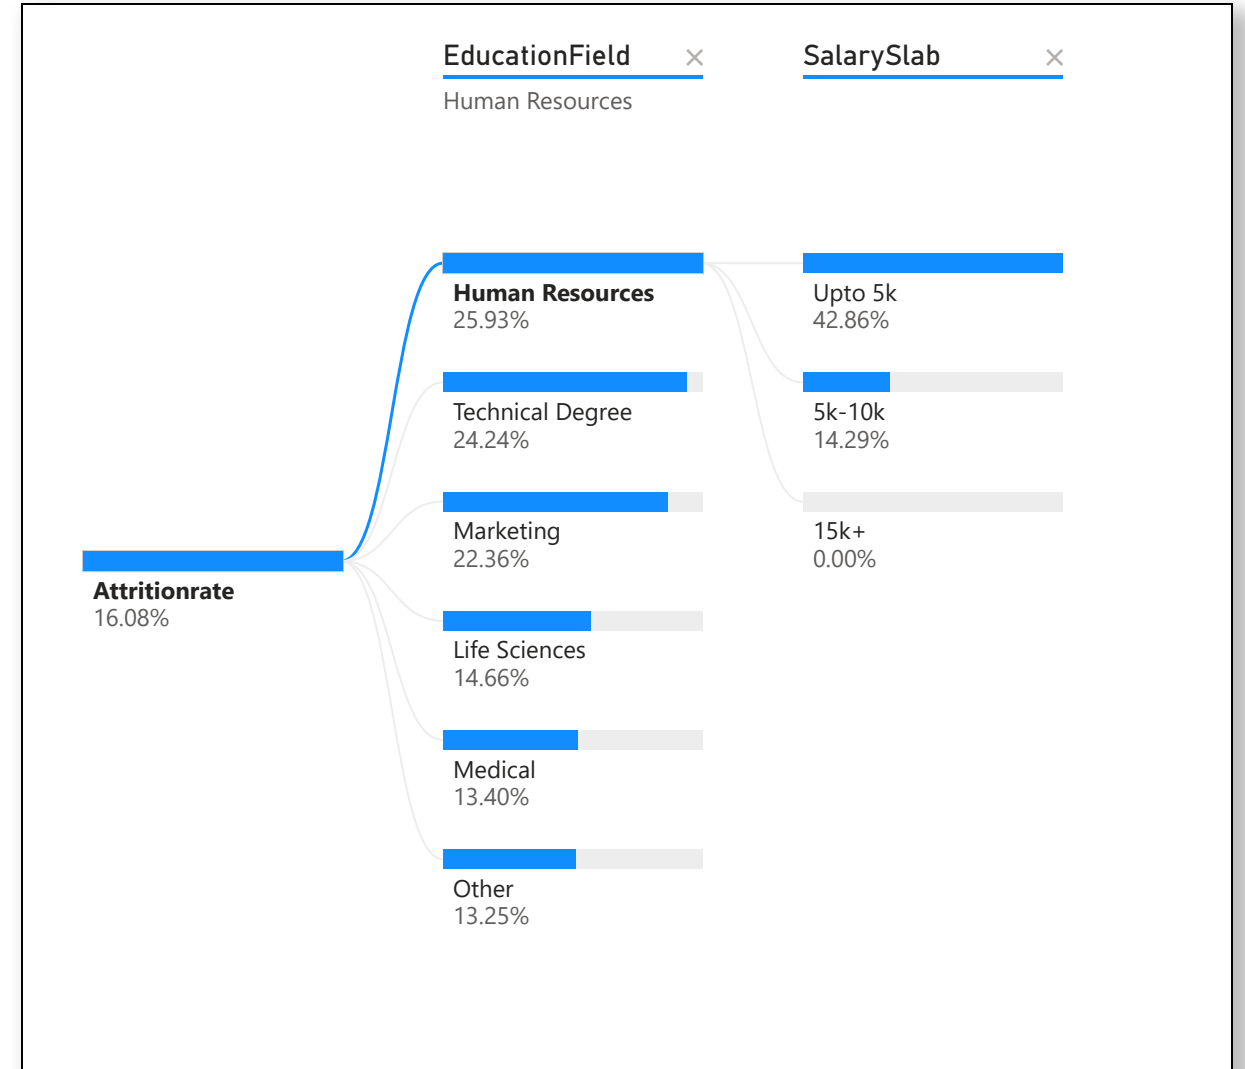 EducationField
SalarySlab
Human Resources
Human Resources
25.93%
Technical Degree
24.24%
Marketing
22.36%
Life Sciences
14.66%
Medical
13.40%
Other
13.25%
Attritionrate
16.08%
Upto 5k
42.86%
5k-10k
14.29%
15k+
0.00%